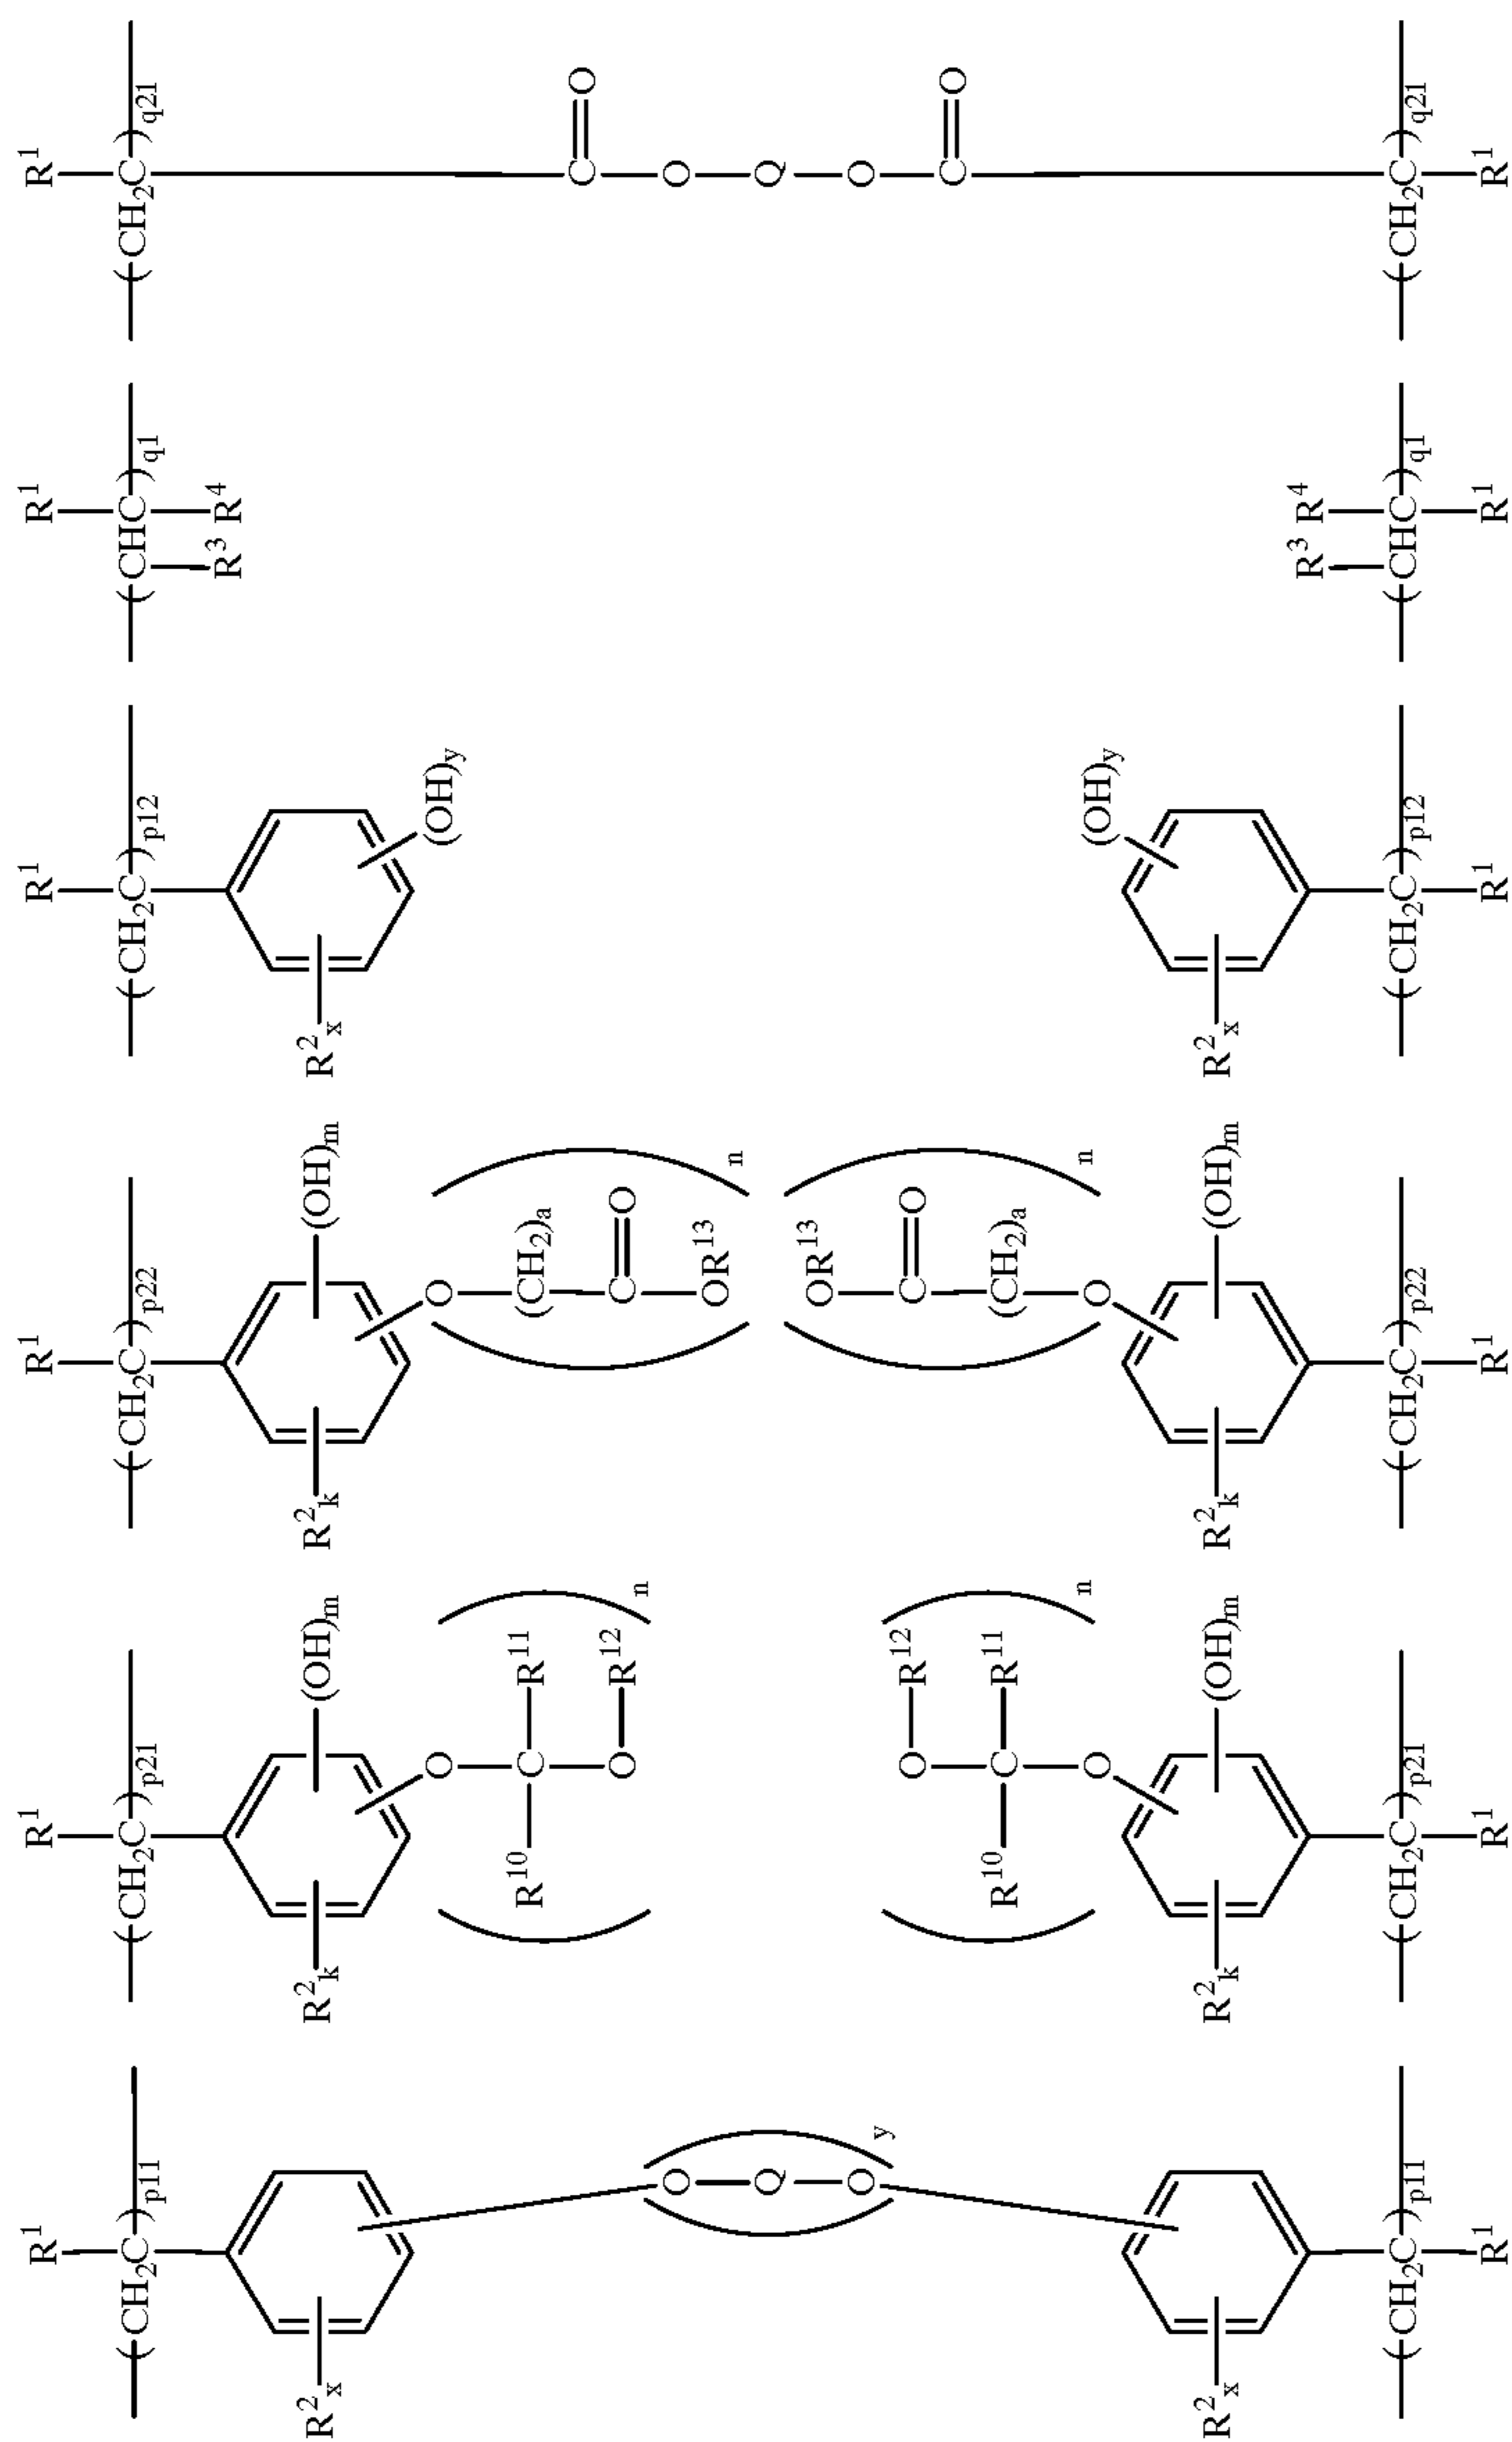 R¹ R¹ R¹ R¹ R¹ R¹
(CH₂C)p11 (CH₂C)p21 (CH₂C)p22 (CH₂C)p12 (CHC)q1 (CH₂C)q21
R³ R⁴
R²x R²k (OH)m R²k (OH)m R²x
O O (OH)y
R¹⁰ C R¹¹ (CH₂)a
C=O
O R¹² n C=O
O O
OR¹³ n
Q Q
OR¹³
O y O
O R¹² C=O
C=O
R¹⁰ C R¹¹ (CH₂)a
O n O n (OH)y
R²x R²k (OH)m R²k (OH)m R²x
R³ R⁴
(CH₂C)p11 (CH₂C)p21 (CH₂C)p22 (CH₂C)p12 (CHC)q1 (CH₂C)q21
R¹ R¹ R¹ R¹ R¹ R¹